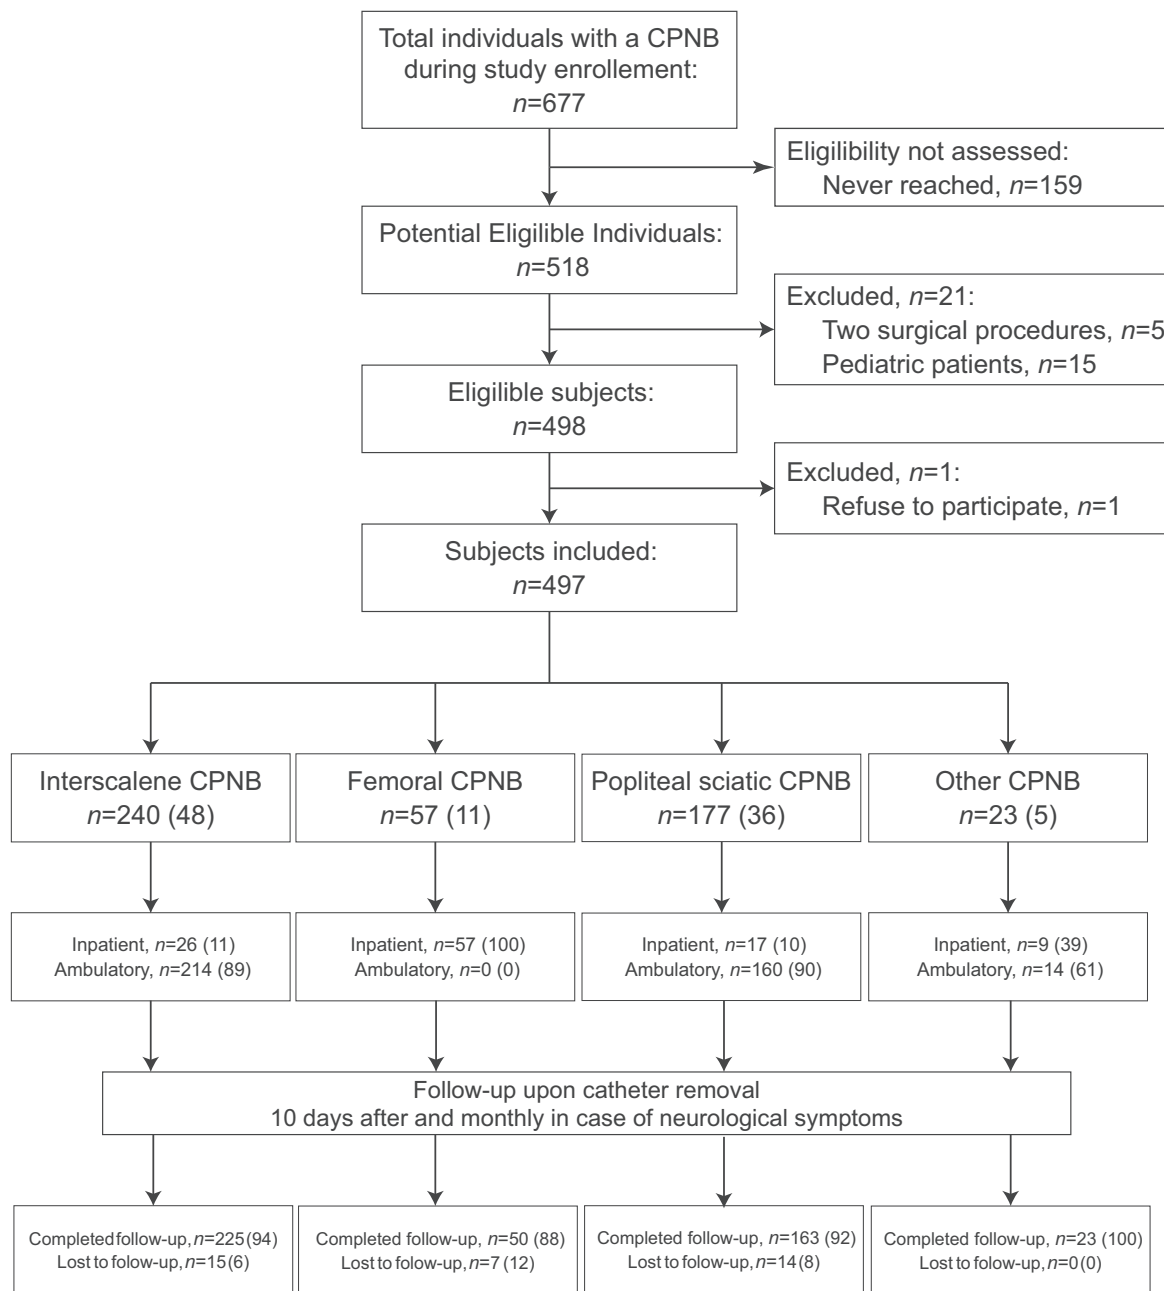 Total individuals with a CPNB
during study enrollement:
n=677
Eligilibility not assessed:
Never reached, n=159
Potential Eligible Individuals:
n=518
Excluded, n=21:
Two surgical procedures, n=5
Pediatric patients, n=15
Eligible subjects:
n=498
Excluded, n=1:
Refuse to participate, n=1
Subjects included:
n=497
Interscalene CPNB
n=240 (48)
Femoral CPNB
n=57 (11)
Popliteal sciatic CPNB
n=177 (36)
Other CPNB
n=23 (5)
Inpatient, n=26 (11)
Ambulatory, n=214 (89)
Inpatient, n=57 (100)
Ambulatory, n=0 (0)
Inpatient, n=17 (10)
Ambulatory, n=160 (90)
Inpatient, n=9 (39)
Ambulatory, n=14 (61)
Follow-up upon catheter removal
10 days after and monthly in case of neurological symptoms
Completed follow-up, n=225 (94)
Lost to follow-up, n=15 (6)
Completed follow-up, n=50 (88)
Lost to follow-up, n=7 (12)
Completed follow-up, n=163 (92)
Lost to follow-up, n=14 (8)
Completed follow-up, n=23 (100)
Lost to follow-up, n=0 (0)